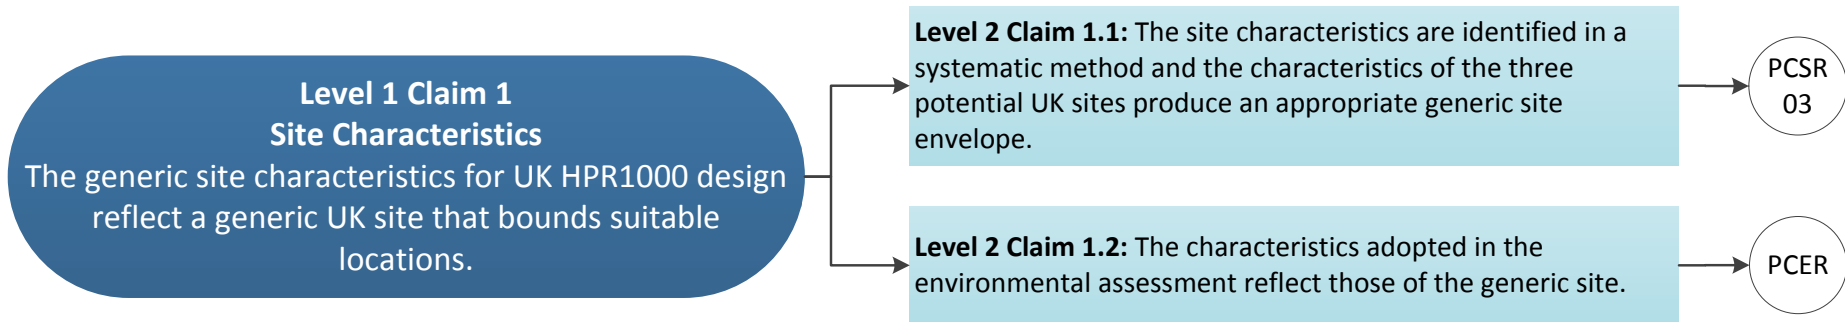 Level 1 Claim 1
Site Characteristics
The generic site characteristics for UK HPR1000 design
reflect a generic UK site that bounds suitable
locations.
Level 2 Claim 1.1: The site characteristics are identified in a
systematic method and the characteristics of the three
potential UK sites produce an appropriate generic site
envelope.
PCSR
03
Level 2 Claim 1.2: The characteristics adopted in the
environmental assessment reflect those of the generic site.
PCER